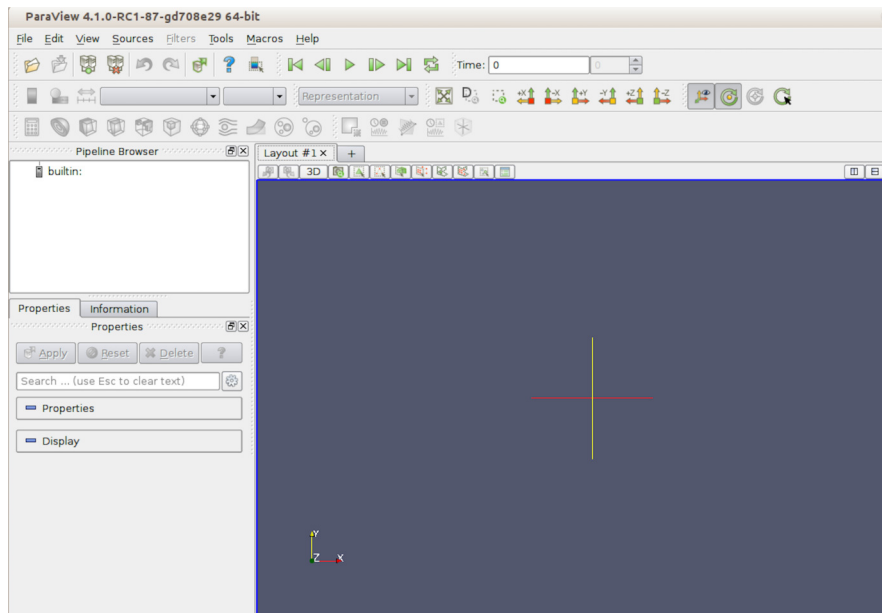 ParaView 4.1.0-RC1-87-gd708e29 64-bit
File Edit View Sources Filters Tools Macros Help
? Time: 0 0
Representation +X -X +Y -Y +Z -Z
Pipeline Browser
Layout #1 × +
builtin:
3D
Properties Information
Properties
Apply Reset Delete ?
Search ... (use Esc to clear text)
Properties
Display
Y
Z X